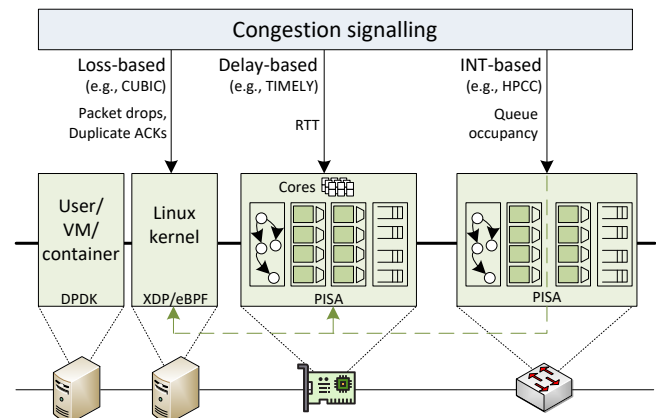 Congestion signalling
Loss-based
(e.g., CUBIC)
Packet drops,
Duplicate ACKs
Delay-based
(e.g., TIMELY)
RTT
INT-based
(e.g., HPCC)
Queue
occupancy
User/
VM/
container
DPDK
Linux
kernel
XDP/eBPF
Cores
PISA
PISA